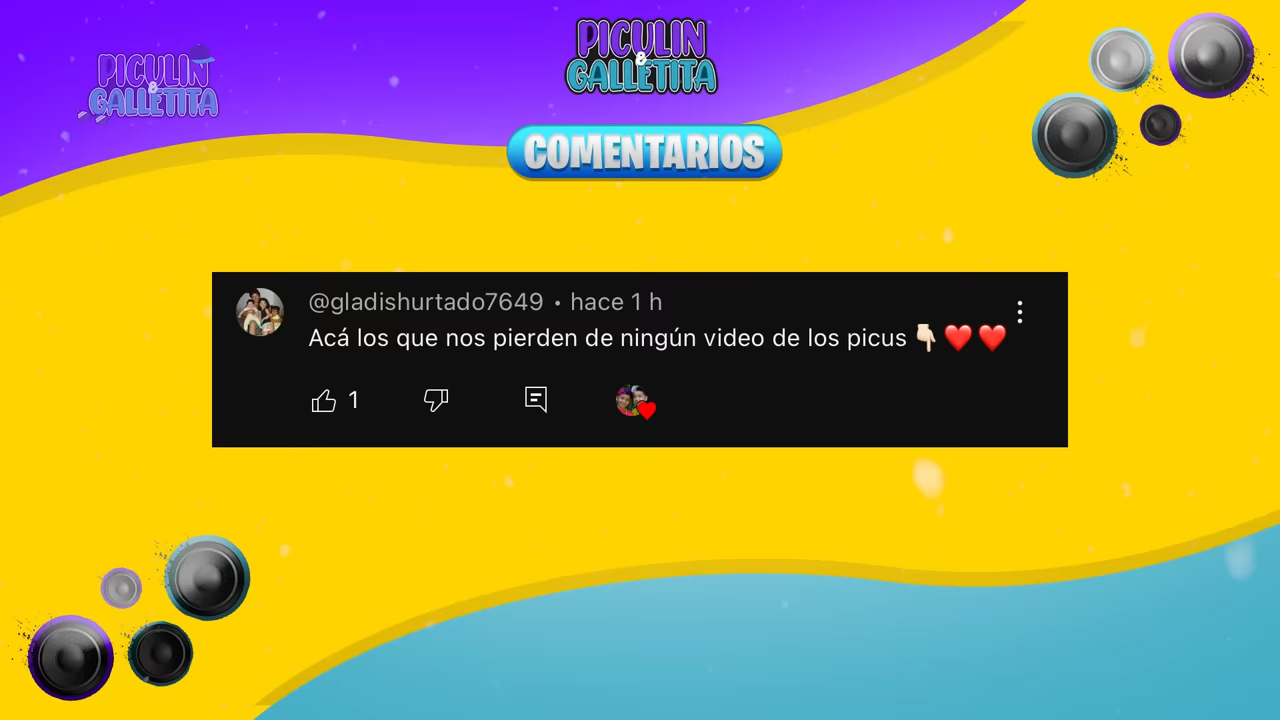 PICULIN
&
GALLETITA
PICULIN
&
GALLETITA
COMENTARIOS
@gladishurtado7649 • hace 1 h
Acá los que nos pierden de ningún video de los picus 👇🏻❤️❤️
1